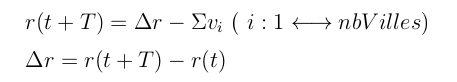 r(t + T) = Δr − Σv_i ( i : 1 ⟷ nbVilles)
Δr = r(t + T) − r(t)